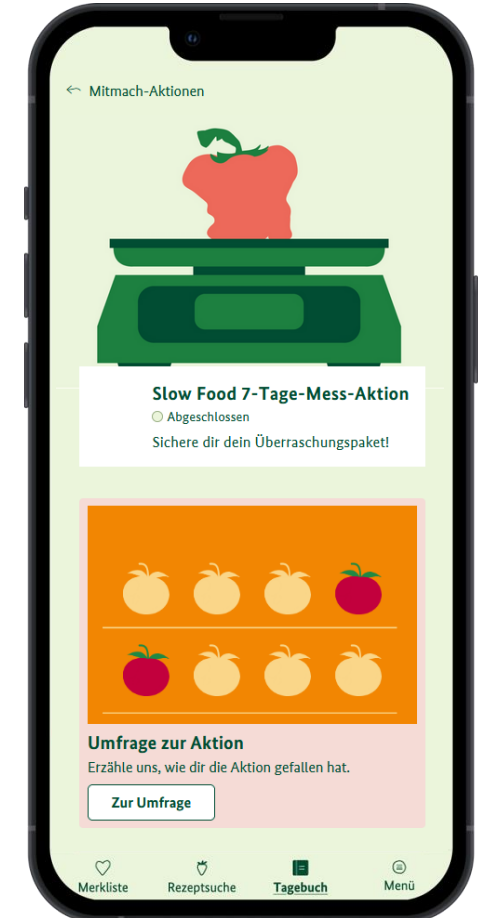 Mitmach-Aktionen
Slow Food 7-Tage-Mess-Aktion
Abgeschlossen
Sichere dir dein Überraschungspaket!
Umfrage zur Aktion
Erzähle uns, wie dir die Aktion gefallen hat.
Zur Umfrage
Merkliste Rezeptsuche Tagebuch Menü